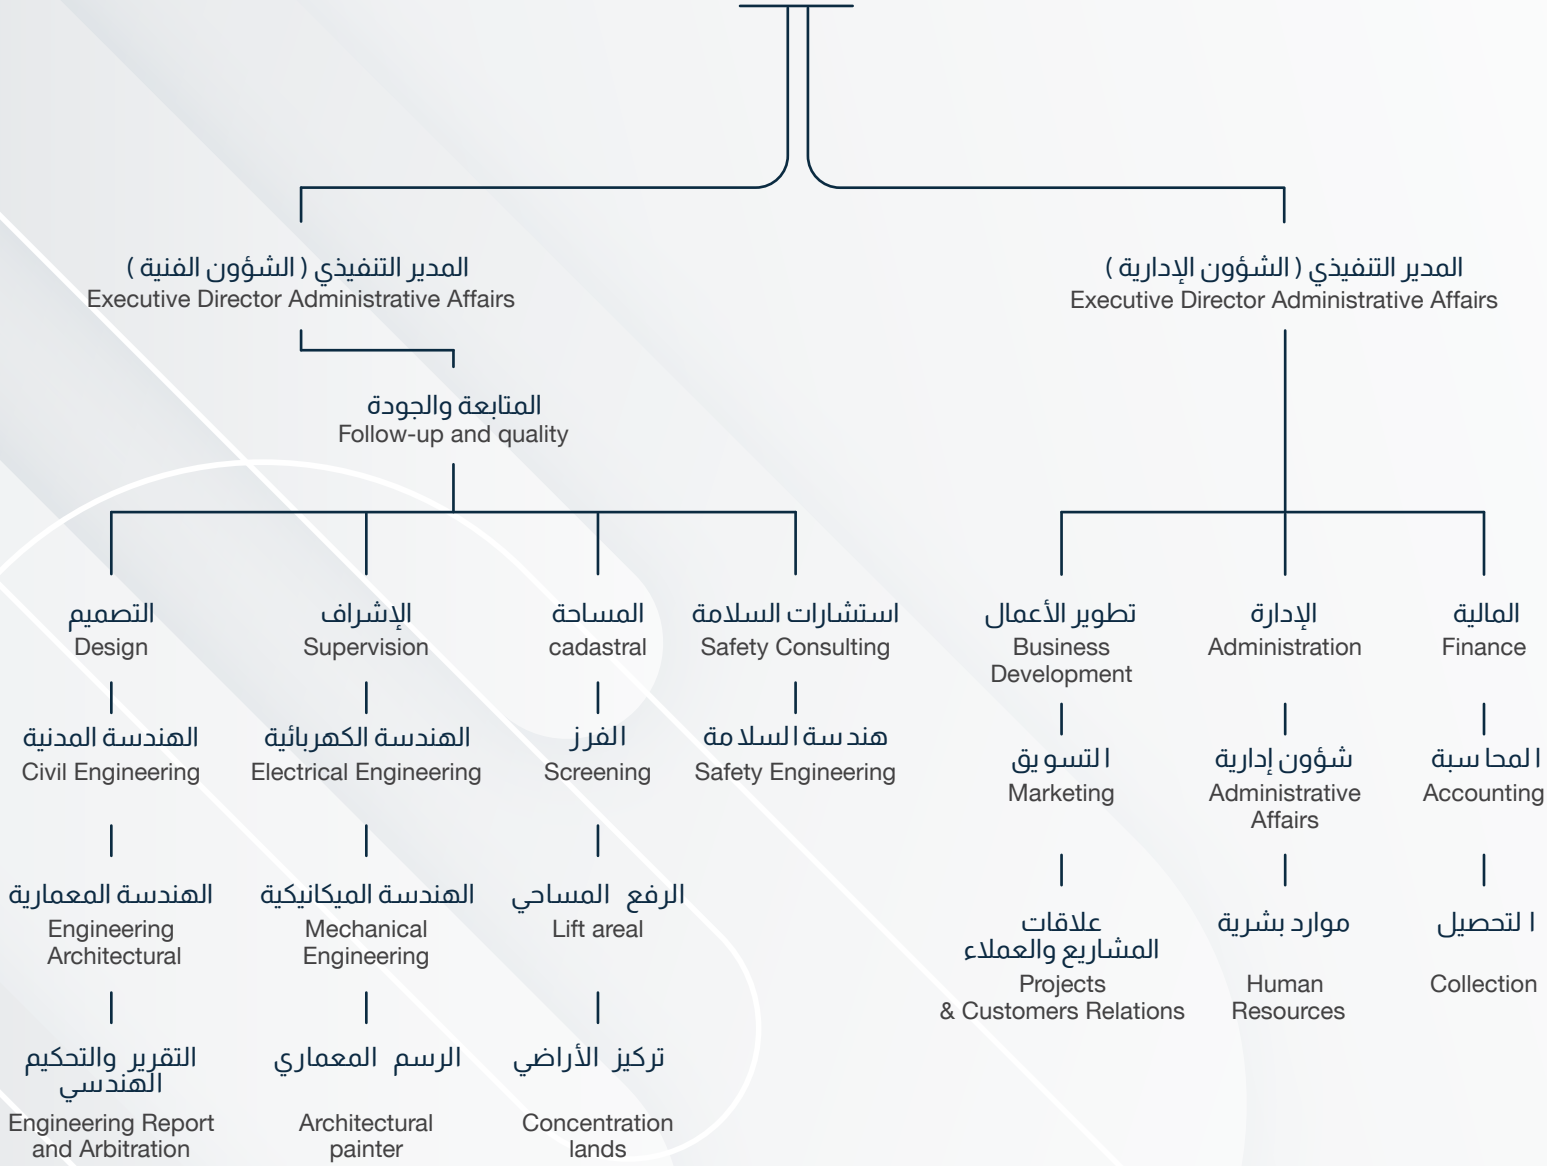 المدير التنفيذي ( الشؤون الفنية )
Executive Director Administrative Affairs
المدير التنفيذي ( الشؤون الإدارية )
Executive Director Administrative Affairs
المتابعة والجودة
Follow-up and quality
التصميم
Design
الإشراف
Supervision
المساحة
cadastral
استشارات السلامة
Safety Consulting
تطوير الأعمال
Business
Development
الإدارة
Administration
المالية
Finance
الهندسة المدنية
Civil Engineering
الهندسة الكهربائية
Electrical Engineering
الفرز
Screening
هندسة السلامة
Safety Engineering
التسويق
Marketing
شؤون إدارية
Administrative
Affairs
المحاسبة
Accounting
الهندسة المعمارية
Engineering
Architectural
الهندسة الميكانيكية
Mechanical
Engineering
الرفع المساحي
Lift areal
علاقات
المشاريع والعملاء
Projects
& Customers Relations
موارد بشرية
Human
Resources
التحصيل
Collection
التقرير والتحكيم
الهندسي
Engineering Report
and Arbitration
الرسم المعماري
Architectural
painter
تركيز الأراضي
Concentration
lands